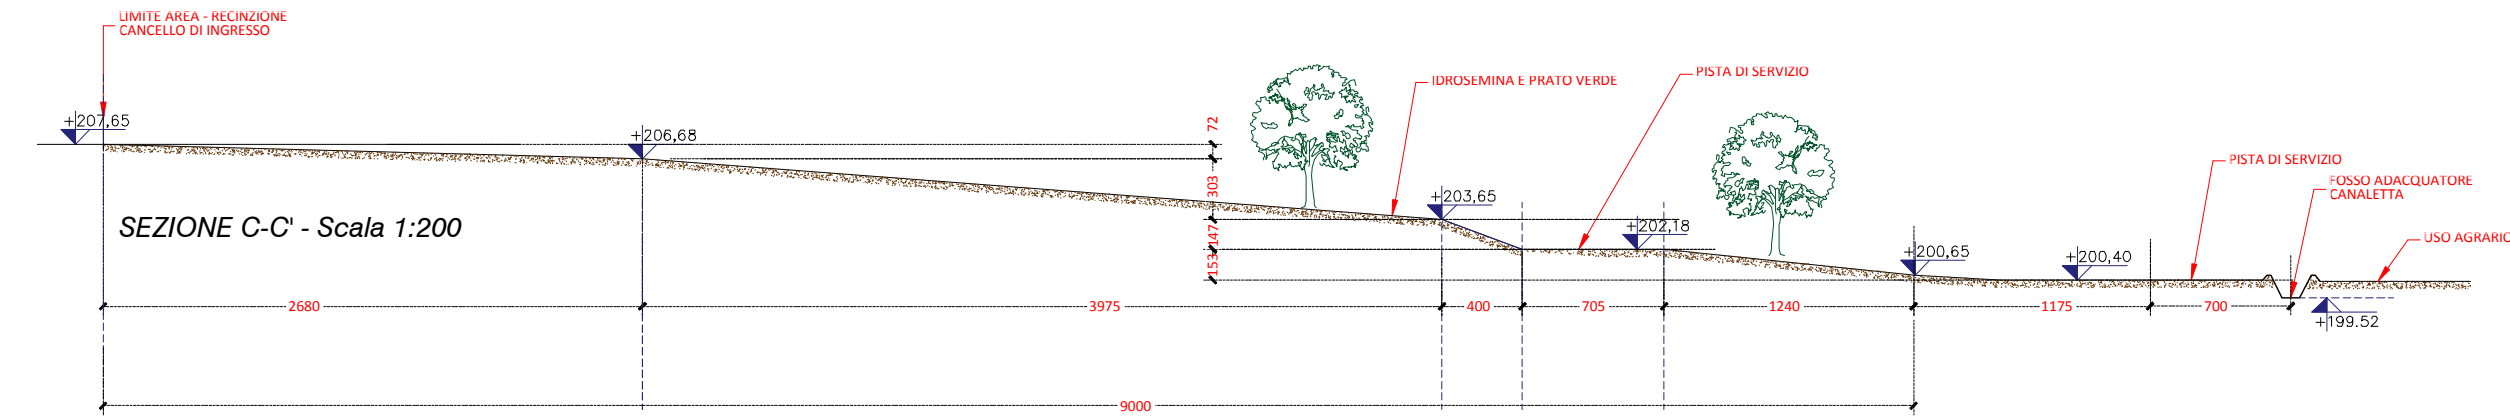 LIMITE AREA - RECINZIONE
CANCELLO DI INGRESSO
+207,65
+206,68
72
303
147
153
IDROSEMINA E PRATO VERDE
+203,65
PISTA DI SERVIZIO
+202,18
+200,65
+200,40
PISTA DI SERVIZIO
FOSSO ADACQUATORE
CANALETTA
USO AGRARIO
+199.52
SEZIONE C-C' - Scala 1:200
2680
3975
400
705
1240
1175
700
9000